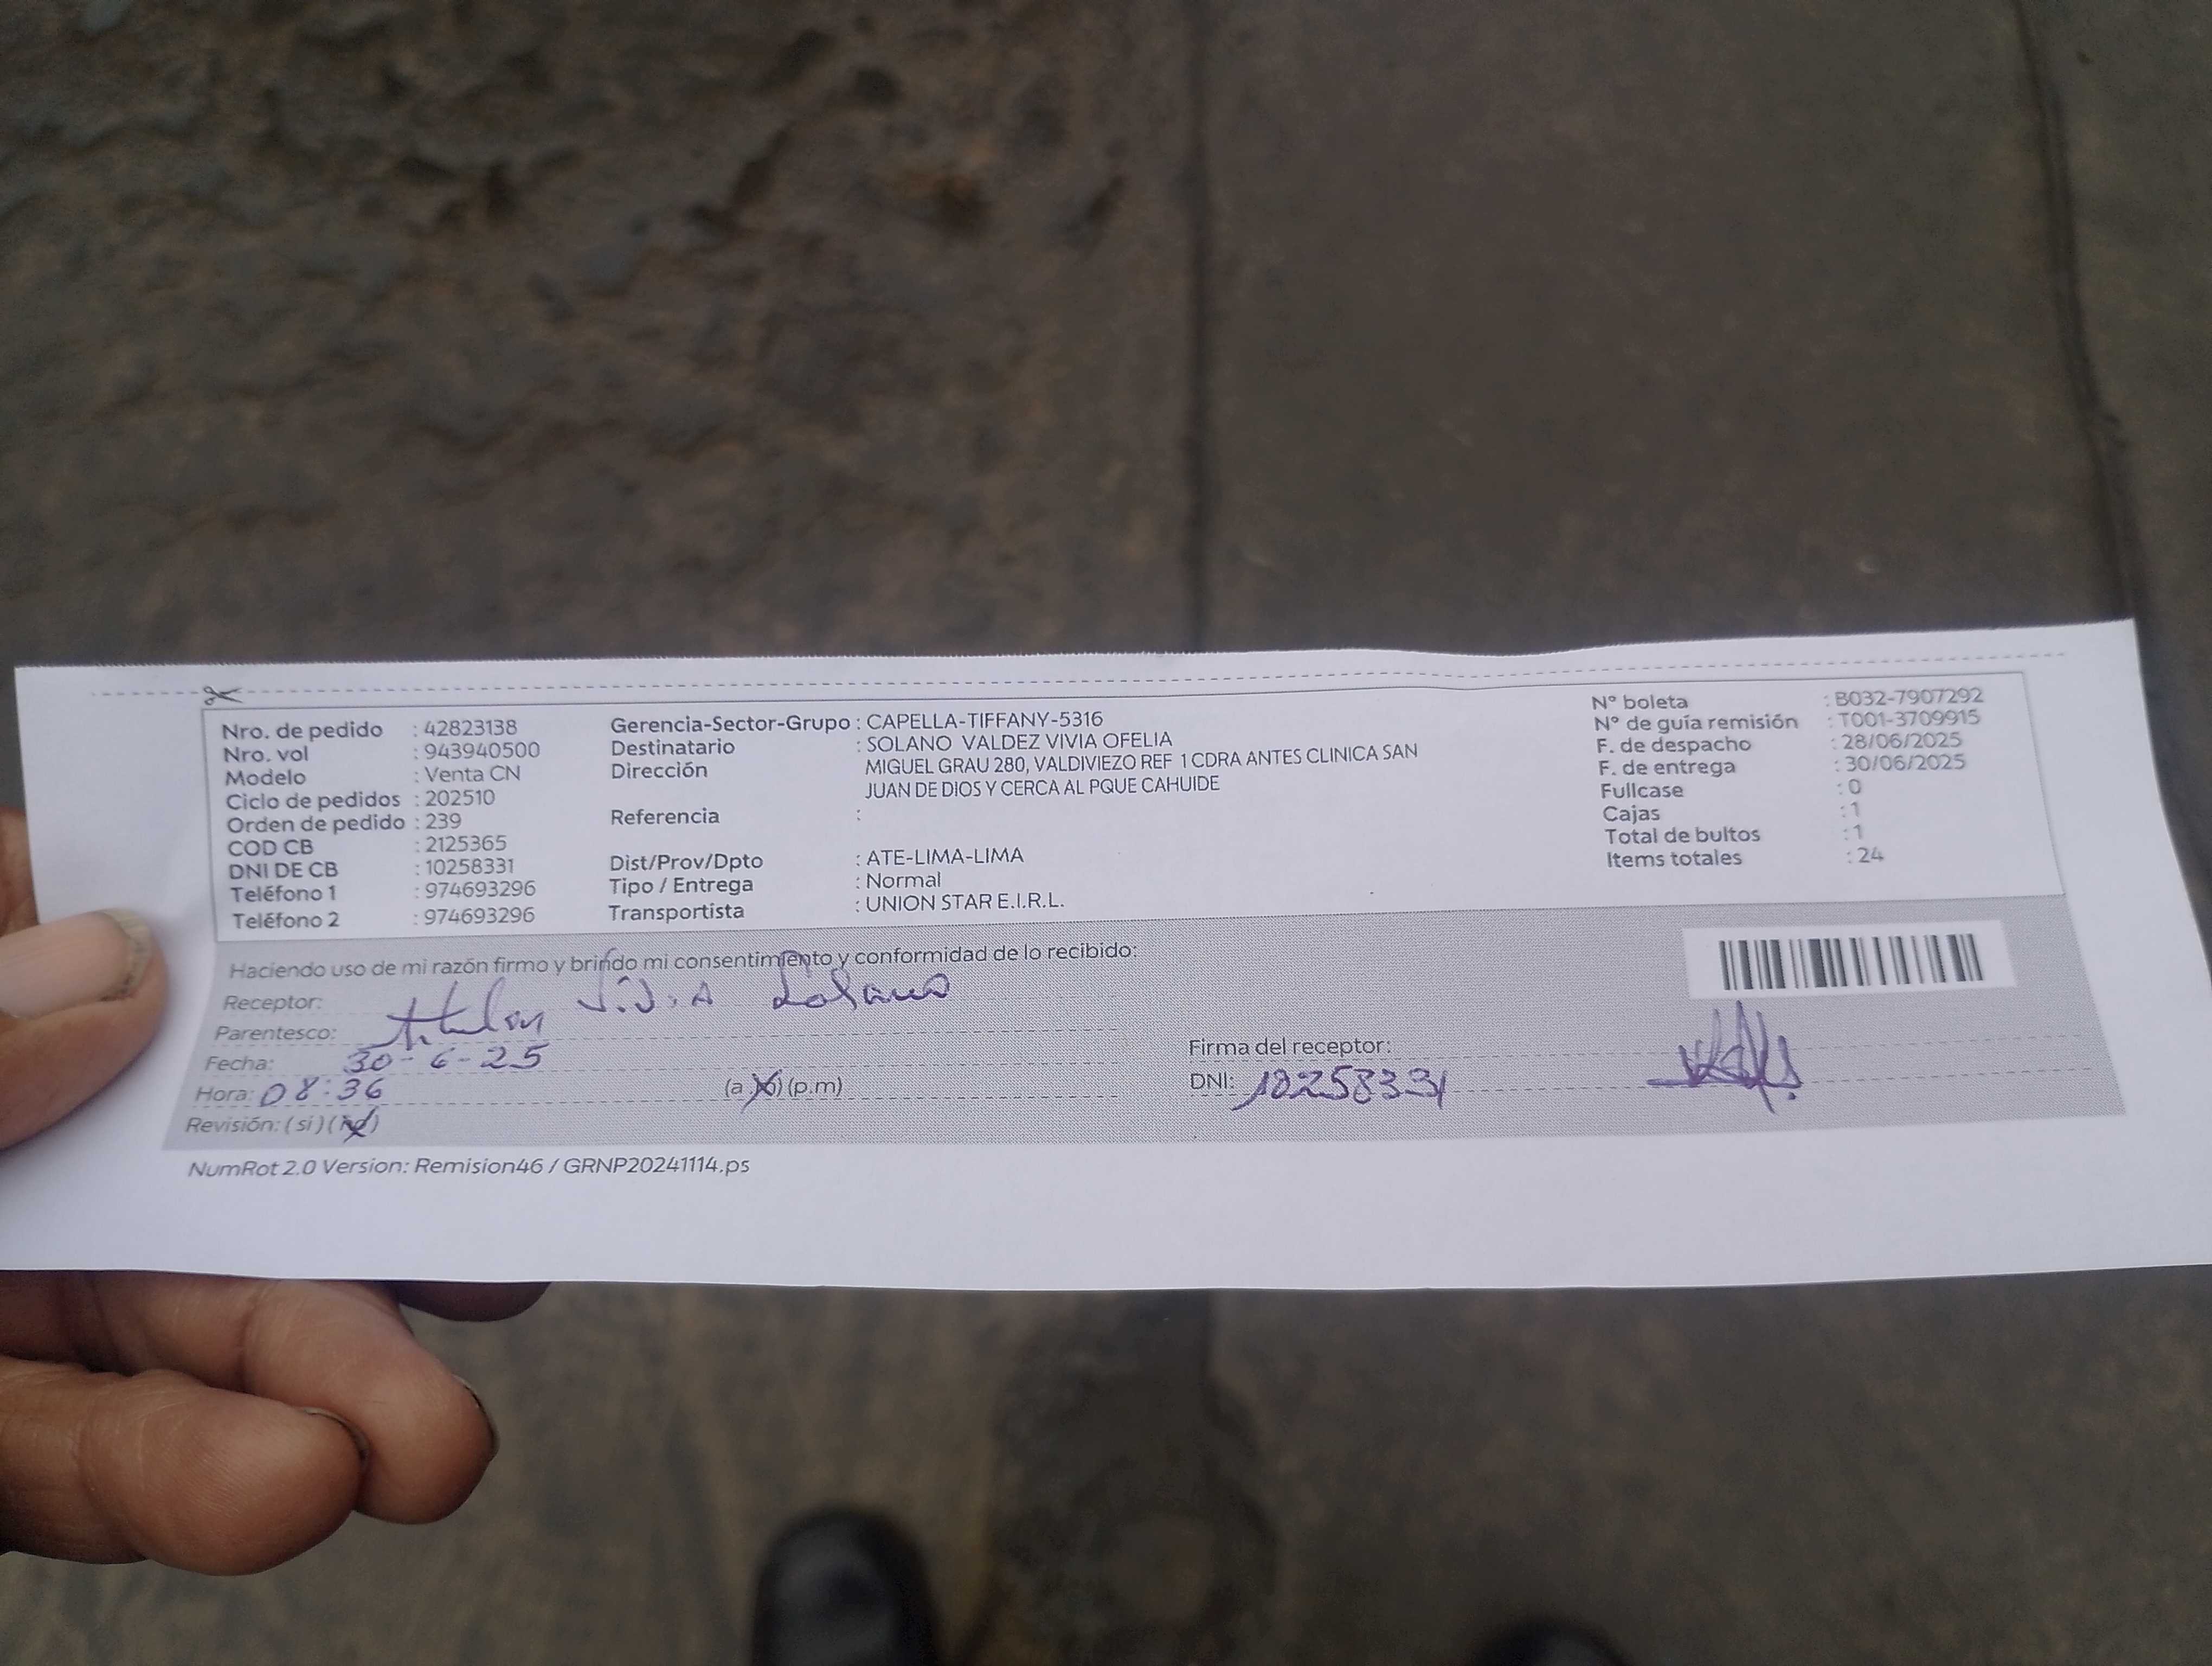 Nro. de pedido : 42823138
Nro. vol : 943940500
Modelo : Venta CN
Ciclo de pedidos : 202510
Orden de pedido : 239
COD CB : 2125365
DNI DE CB : 10258331
Teléfono 1 : 974693296
Teléfono 2 : 974693296
Gerencia-Sector-Grupo : CAPELLA-TIFFANY-5316
Destinatario : SOLANO VALDEZ VIVIA OFELIA
Dirección MIGUEL GRAU 280, VALDIVIEZO REF 1 CDRA ANTES CLINICA SAN
JUAN DE DIOS Y CERCA AL PQUE CAHUIDE
Referencia :
Dist/Prov/Dpto : ATE-LIMA-LIMA
Tipo / Entrega : Normal
Transportista : UNION STAR E.I.R.L.
N° boleta : B032-7907292
N° de guía remisión : T001-3709915
F. de despacho : 28/06/2025
F. de entrega : 30/06/2025
Fullcase : 0
Cajas : 1
Total de bultos : 1
Items totales : 24
Haciendo uso de mi razón firmo y brindo mi consentimiento y conformidad de lo recibido:
Receptor:
Parentesco:
Fecha: 30-6-25
Hora: 08:36 (a.m) (p.m)
Revisión: (si) (no)
Firma del receptor:
DNI: 10258331
NumRot 2.0 Version: Remision46 / GRNP20241114.ps